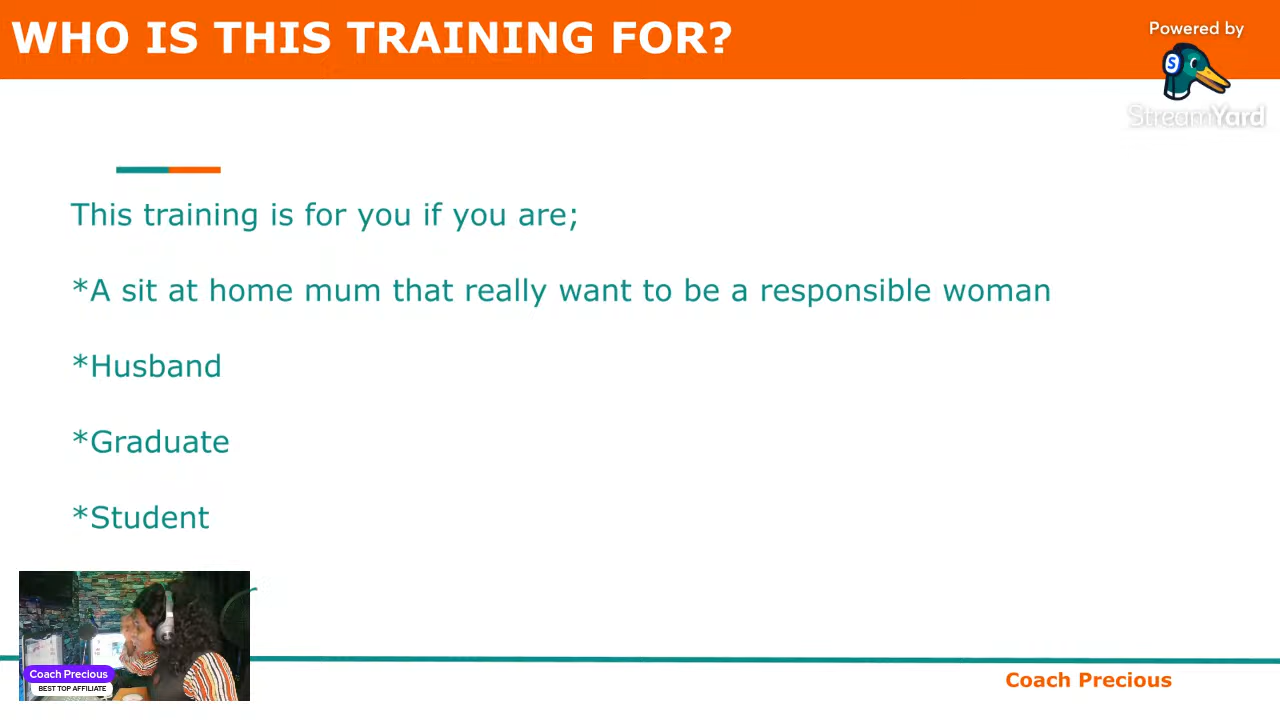 WHO IS THIS TRAINING FOR?
Powered by
S
StreamYard
This training is for you if you are;
*A sit at home mum that really want to be a responsible woman
*Husband
*Graduate
*Student
Coach Precious
BEST TOP AFFILIATE
Coach Precious